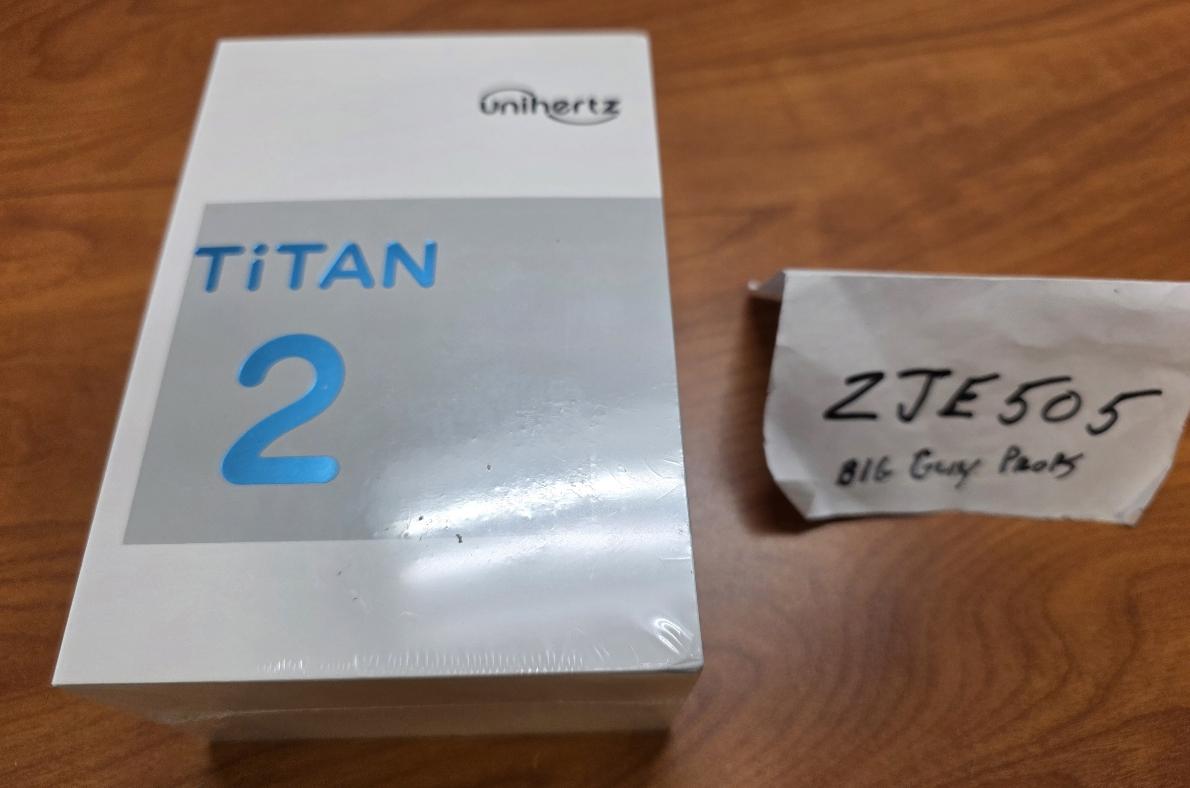 unihertz
TiTAN
2
ZJE505
BIG Guy Props